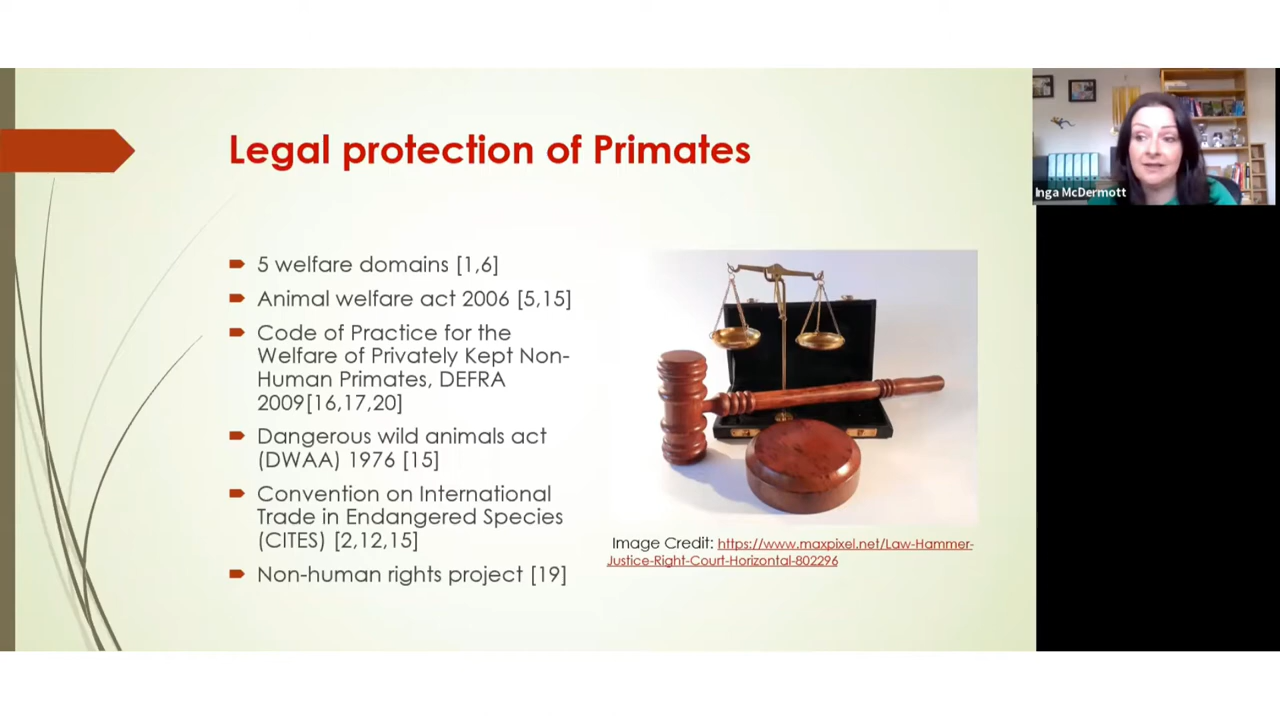 Legal protection of Primates
5 welfare domains [1,6]
Animal welfare act 2006 [5,15]
Code of Practice for the
Welfare of Privately Kept Non-
Human Primates, DEFRA
2009[16,17,20]
Dangerous wild animals act
(DWAA) 1976 [15]
Convention on International
Trade in Endangered Species
(CITES) [2,12,15]
Non-human rights project [19]
Image Credit: https://www.maxpixel.net/Law-Hammer-
Justice-Right-Court-Horizontal-802296
Inga McDermott